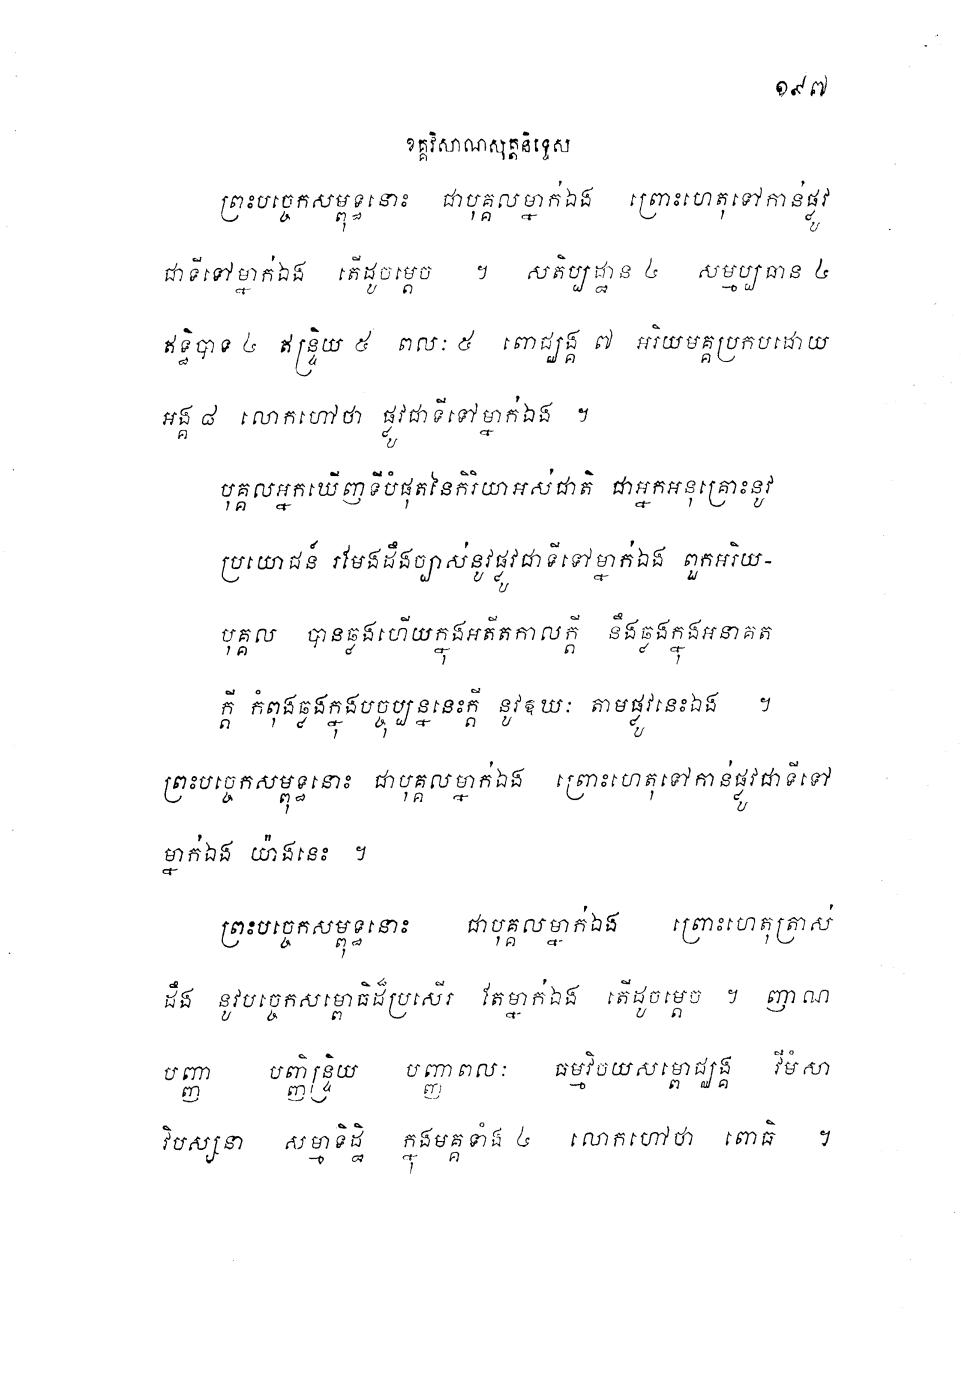 ១៩៧
ខគ្គវិសាណសុត្តនិទ្ទេស
ព្រះបច្ចេកសម្ពុទ្ធនោះ ជាបុគ្គលម្នាក់ឯង ព្រោះហេតុទៅកាន់ផ្លូវ
ជាទីទៅម្នាក់ឯង តើដូចម្តេច ។ សតិប្បដ្ឋាន ៤ សម្មប្បធាន ៤
ឥទ្ធិបាទ ៤ ឥន្ទ្រិយ ៥ ពលៈ ៥ ពោជ្ឈង្គ ៧ អរិយមគ្គប្រកបដោយ
អង្គ ៨ លោកហៅថា ផ្លូវជាទីទៅម្នាក់ឯង ។
បុគ្គលអ្នកឃើញទីបំផុតនៃកិរិយាអស់ជាតិ ជាអ្នកអនុគ្រោះនូវ
ប្រយោជន៍ រមែងដឹងច្បាស់នូវផ្លូវជាទីទៅម្នាក់ឯង ពួកអរិយ-
បុគ្គល បានឆ្លងហើយក្នុងអតីតកាលក្តី នឹងឆ្លងក្នុងអនាគត
ក្តី កំពុងឆ្លងក្នុងបច្ចុប្បន្ននេះក្តី នូវឱឃៈ តាមផ្លូវនេះឯង ។
ព្រះបច្ចេកសម្ពុទ្ធនោះ ជាបុគ្គលម្នាក់ឯង ព្រោះហេតុទៅកាន់ផ្លូវជាទីទៅ
ម្នាក់ឯង យ៉ាងនេះ ។
ព្រះបច្ចេកសម្ពុទ្ធនោះ ជាបុគ្គលម្នាក់ឯង ព្រោះហេតុត្រាស់
ដឹង នូវបច្ចេកសម្ពោធិដ៏ប្រសើរ តែម្នាក់ឯង តើដូចម្តេច ។ ញាណ
បញ្ញា បញ្ញិន្ទ្រិយ បញ្ញាពលៈ ធម្មវិចយសម្ពោជ្ឈង្គ វីមំសា
វិបស្សនា សម្មាទិដ្ឋិ ក្នុងមគ្គទាំង ៤ លោកហៅថា ពោធិ ។